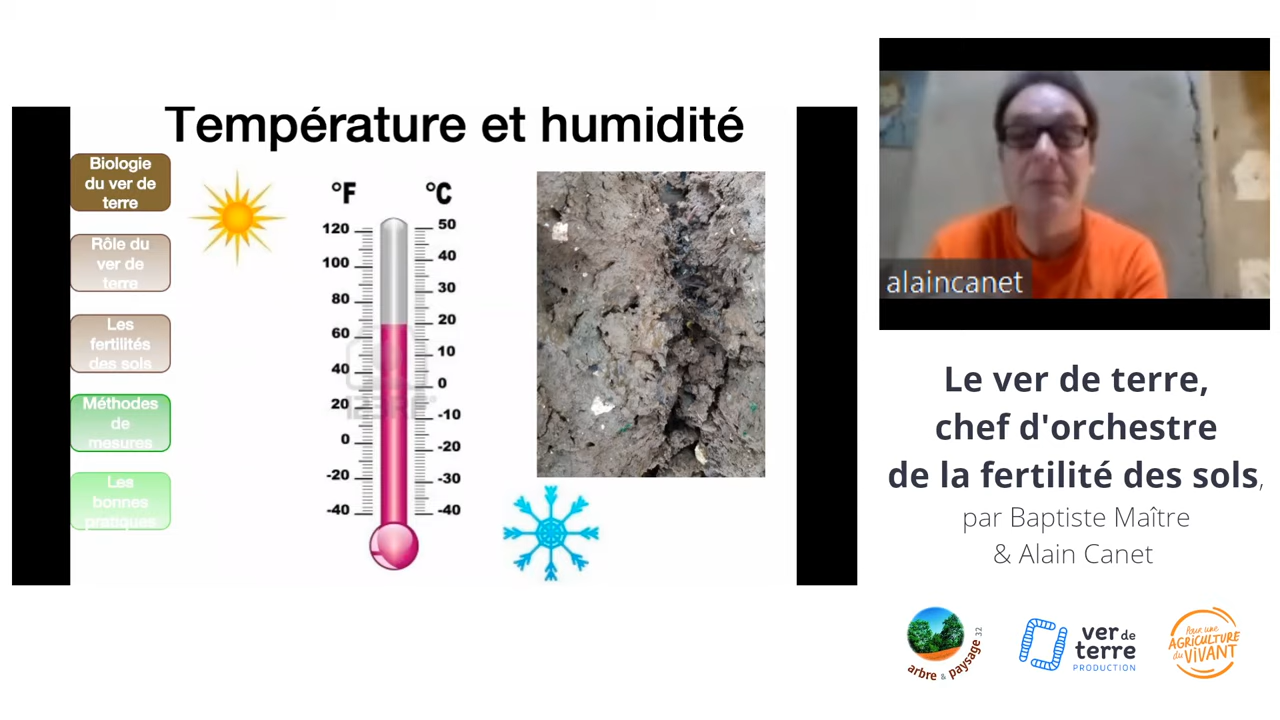 Température et humidité
Biologie
du ver de
terre
Rôle du
ver de
terre
Les
fertilités
des sols
Méthodes
de
mesures
Les
bonnes
pratiques
°F
°C
120
100
80
60
40
20
0
-20
-40
50
40
30
20
10
0
-10
-20
-30
-40
alaincanet
Le ver de terre,
chef d'orchestre
de la fertilité des sols,
par Baptiste Maître
& Alain Canet
arbre & paysage 32
ver de
terre
PRODUCTION
Pour une
AGRICULTURE
du VIVANT